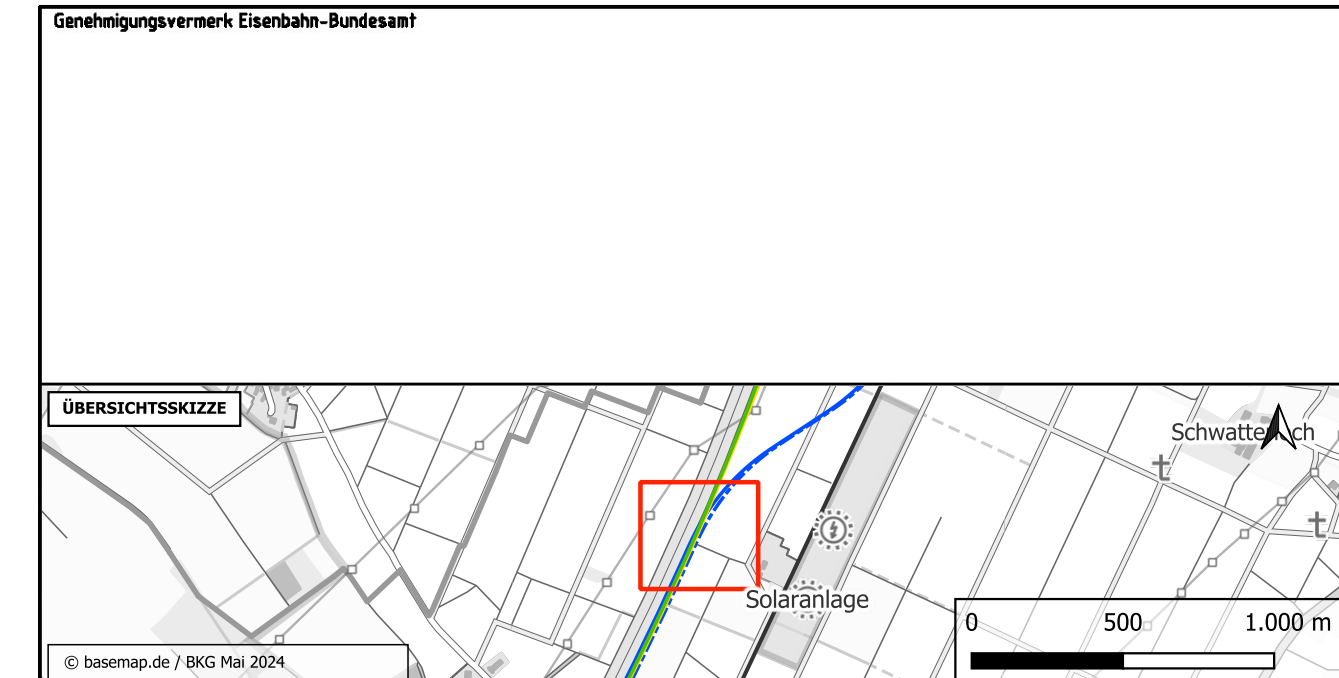 Genehmigungsvermerk Eisenbahn-Bundesamt
ÜBERSICHTSSKIZZE
Solaranlage
0 500 1.000 m
© basemap.de / BKG Mai 2024